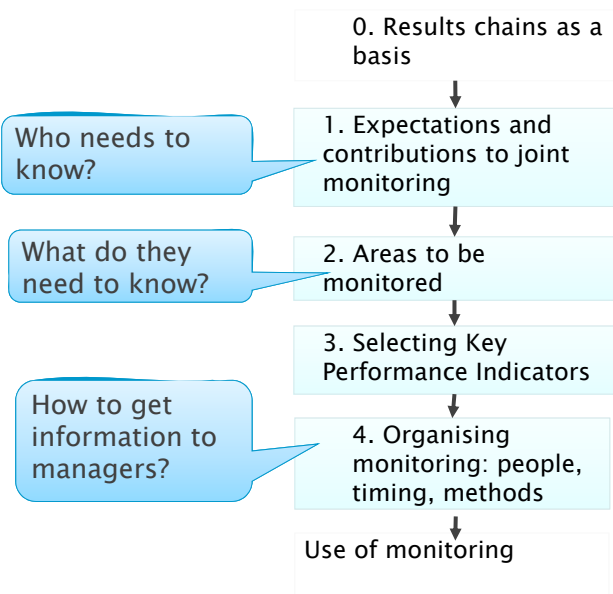 0. Results chains as a
basis
Who needs to
know?
1. Expectations and
contributions to joint
monitoring
What do they
need to know?
2. Areas to be
monitored
3. Selecting Key
Performance Indicators
How to get
information to
managers?
4. Organising
monitoring: people,
timing, methods
Use of monitoring